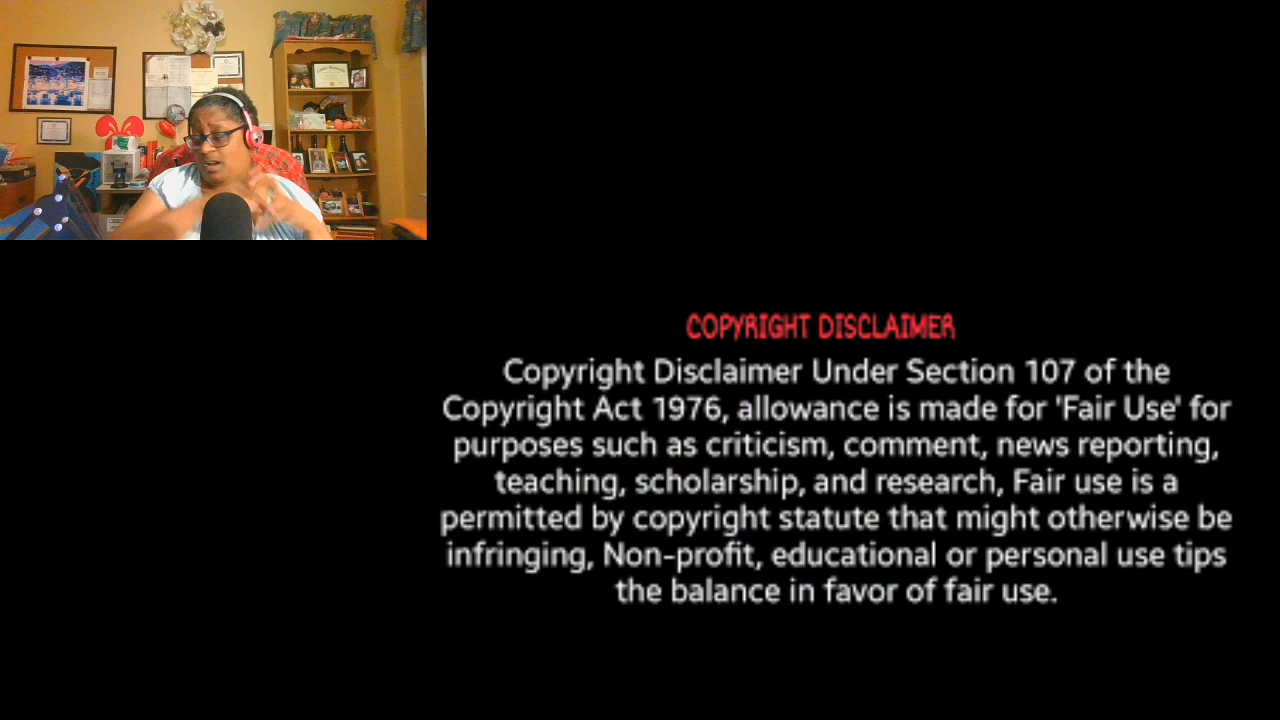 COPYRIGHT DISCLAIMER
Copyright Disclaimer Under Section 107 of the
Copyright Act 1976, allowance is made for 'Fair Use' for
purposes such as criticism, comment, news reporting,
teaching, scholarship, and research, Fair use is a
permitted by copyright statute that might otherwise be
infringing, Non-profit, educational or personal use tips
the balance in favor of fair use.